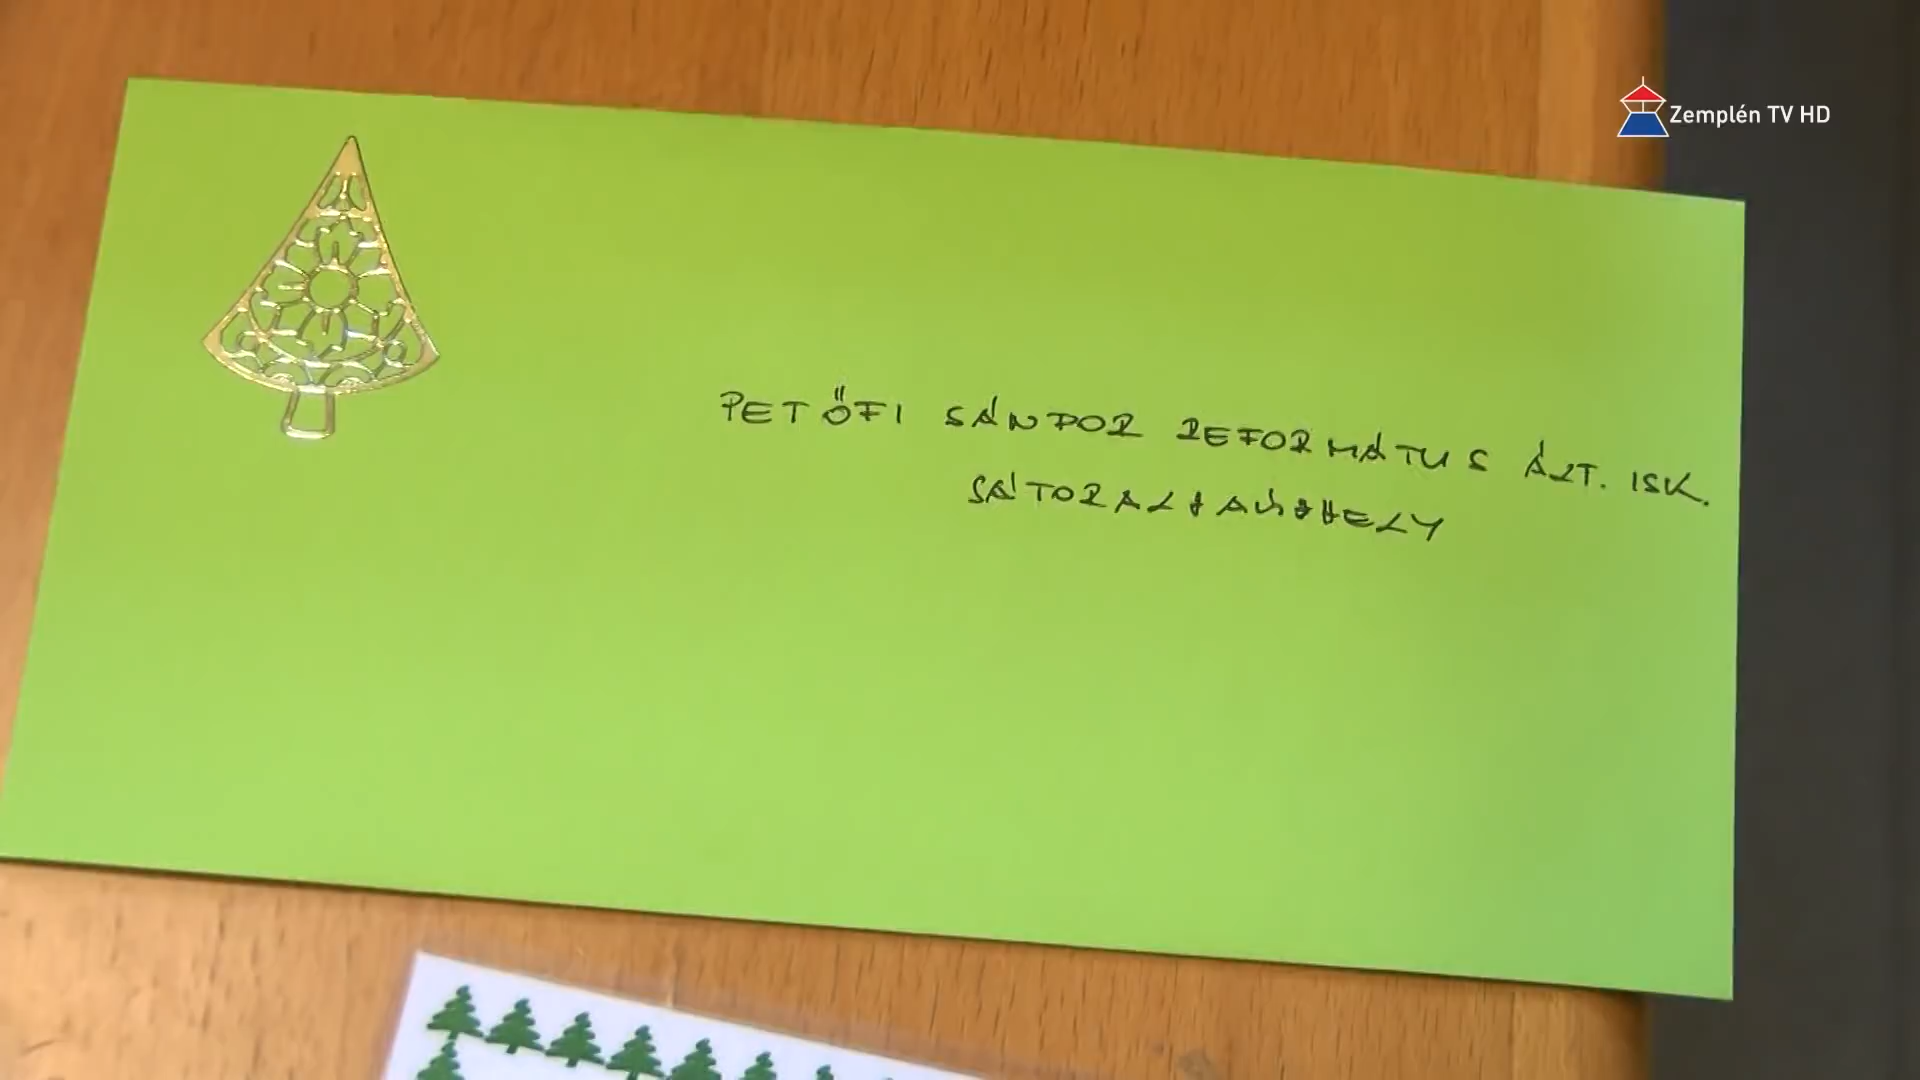 Zemplén TV HD
PETŐFI SÁNDOR REFORMÁTUS ÁLT. ISK.
SÁTORALJAÚJHELY